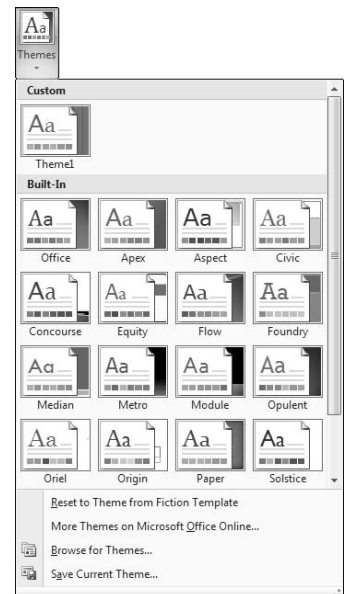 Aa
Themes
Custom
Aa
Theme1
Built-In
Aa Aa Aa Aa
Office Apex Aspect Civic
Aa Aa Aa Aa
Concourse Equity Flow Foundry
Aa Aa Aa Aa
Median Metro Module Opulent
Aa Aa Aa Aa
Oriel Origin Paper Solstice
Reset to Theme from Fiction Template
More Themes on Microsoft Office Online...
Browse for Themes...
Save Current Theme...